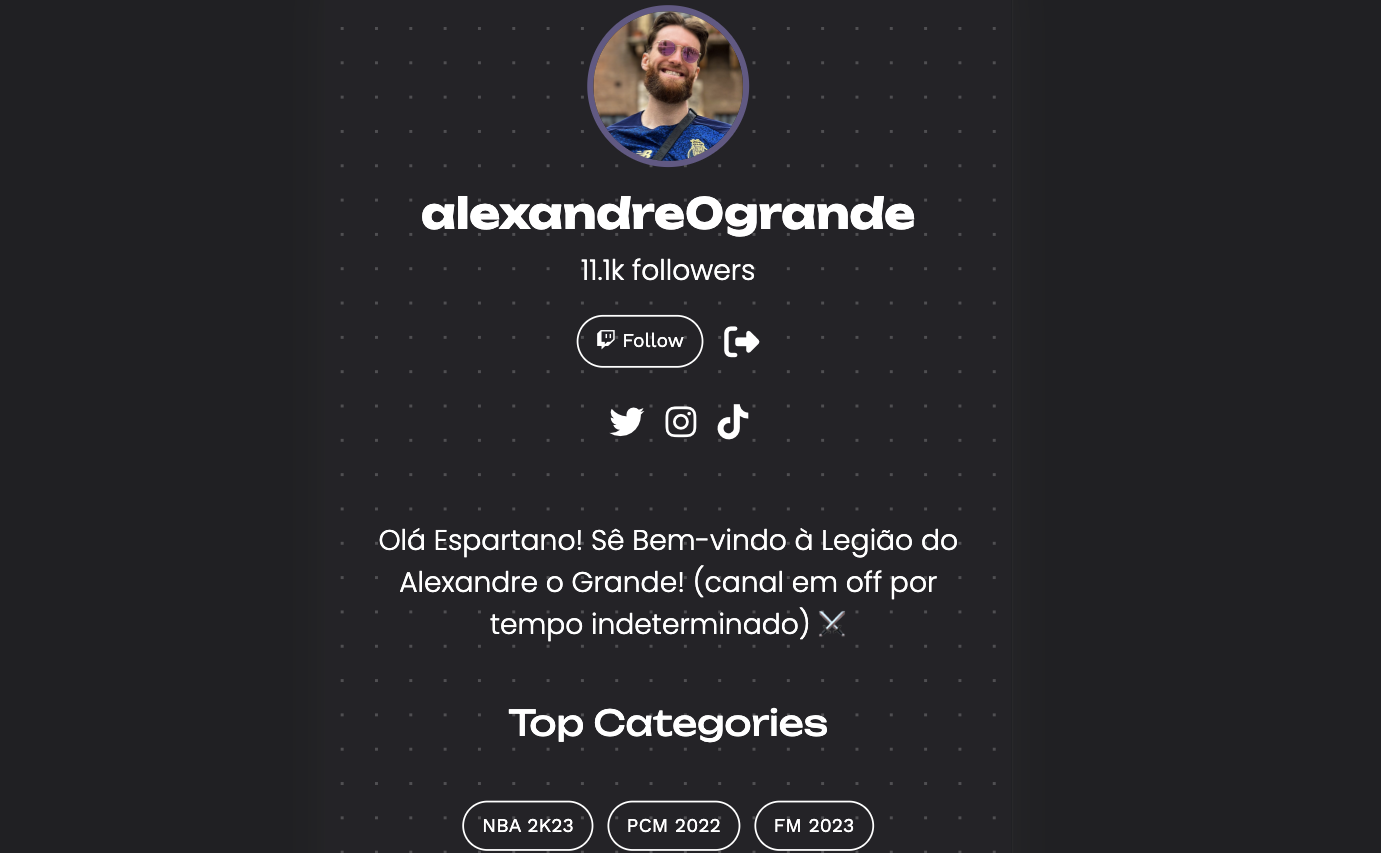 alexandreOgrande
11.1k followers
Follow
Olá Espartano! Sê Bem-vindo à Legião do
Alexandre o Grande! (canal em off por
tempo indeterminado) ⚔️
Top Categories
NBA 2K23 PCM 2022 FM 2023